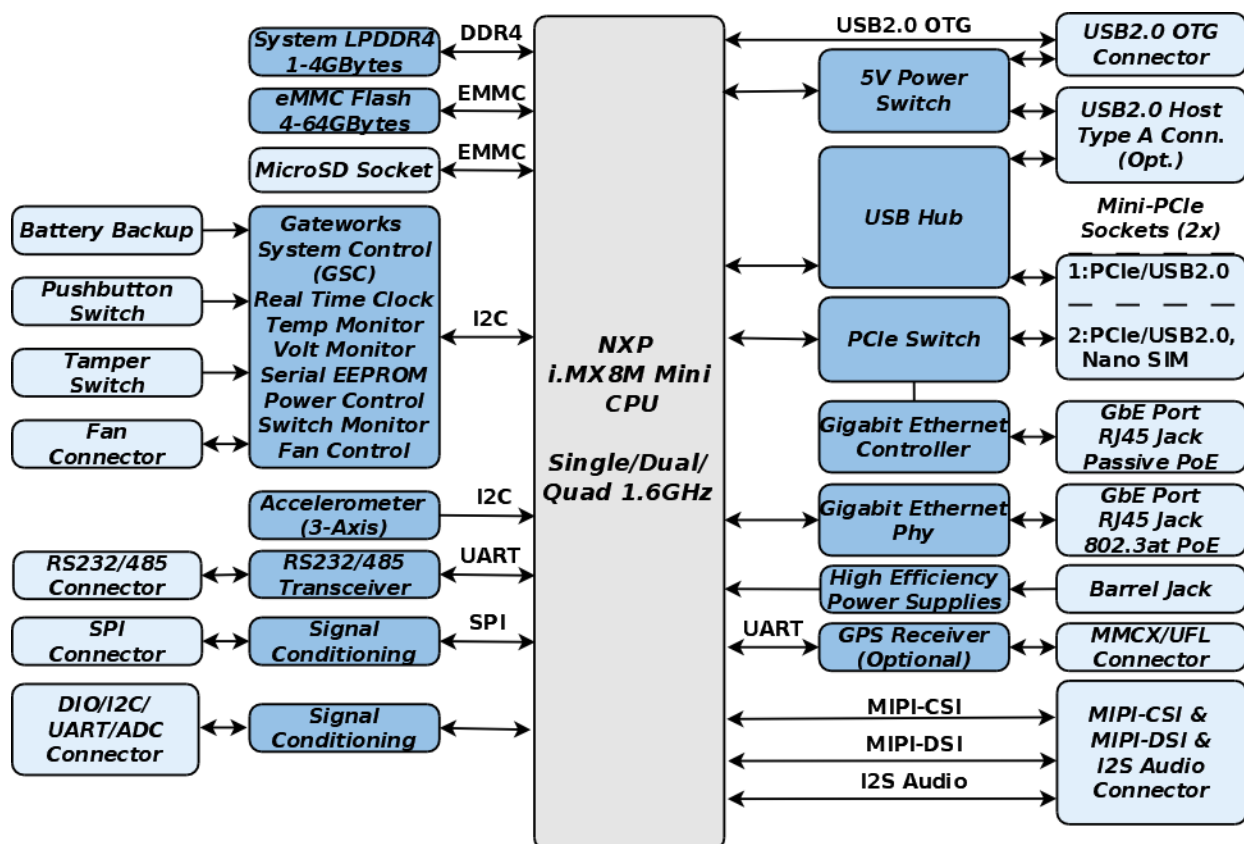 System LPDDR4
1-4GBytes
DDR4
eMMC Flash
4-64GBytes
EMMC
MicroSD Socket
EMMC
Battery Backup
Pushbutton
Switch
Tamper
Switch
Fan
Connector
Gateworks
System Control
(GSC)
Real Time Clock
Temp Monitor
Volt Monitor
Serial EEPROM
Power Control
Switch Monitor
Fan Control
I2C
Accelerometer
(3-Axis)
I2C
RS232/485
Connector
RS232/485
Transceiver
UART
SPI
Connector
Signal
Conditioning
SPI
DIO/I2C/
UART/ADC
Connector
Signal
Conditioning
NXP
i.MX8M Mini
CPU
Single/Dual/
Quad 1.6GHz
USB2.0 OTG
USB2.0 OTG
Connector
5V Power
Switch
USB2.0 Host
Type A Conn.
(Opt.)
USB Hub
Mini-PCIe
Sockets (2x)
1:PCIe/USB2.0
2:PCIe/USB2.0,
Nano SIM
PCIe Switch
Gigabit Ethernet
Controller
GbE Port
RJ45 Jack
Passive PoE
Gigabit Ethernet
Phy
GbE Port
RJ45 Jack
802.3at PoE
High Efficiency
Power Supplies
Barrel Jack
UART
GPS Receiver
(Optional)
MMCX/UFL
Connector
MIPI-CSI
MIPI-DSI
I2S Audio
MIPI-CSI &
MIPI-DSI &
I2S Audio
Connector